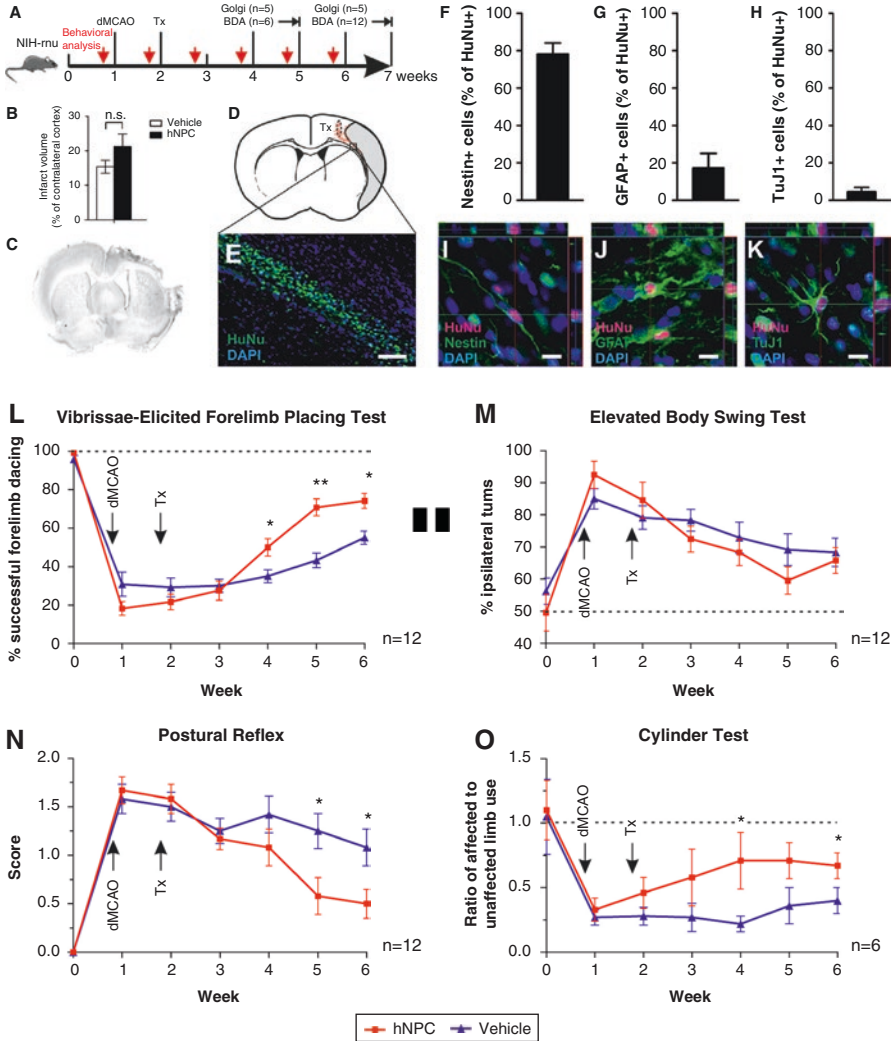 A
NIH-rnu
Behavioral
analysis
dMCAO
Tx
Golgi (n=5)
BDA (n=6)
Golgi (n=5)
BDA (n=12)
0 1 2 3 4 5 6 7 weeks
B
Infarct volume
(% of contralateral cortex)
30
20
10
0
n.s.
Vehicle
hNPC
C
D
Tx
E
HuNu
DAPI
F
Nestin+ cells (% of HuNu+)
100
80
60
40
20
0
G
GFAP+ cells (% of HuNu+)
100
80
60
40
20
0
H
TuJ1+ cells (% of HuNu+)
100
80
60
40
20
0
I
HuNu
Nestin
DAPI
J
HuNu
GFAP
DAPI
K
HuNu
TuJ1
DAPI
L
Vibrissae-Elicited Forelimb Placing Test
% successful forelimb dacing
100
80
60
40
20
0
dMCAO
Tx
*
**
*
0 1 2 3 4 5 6
Week
n=12
M
Elevated Body Swing Test
% ipsilateral tums
100
90
80
70
60
50
40
dMCAO
Tx
0 1 2 3 4 5 6
Week
n=12
N
Postural Reflex
Score
2.0
1.5
1.0
0.5
0.0
dMCAO
Tx
*
*
0 1 2 3 4 5 6
Week
n=12
O
Cylinder Test
Ratio of affected to
unaffected limb use
1.5
1.0
0.5
0.0
dMCAO
Tx
*
*
0 1 2 3 4 5 6
Week
n=6
hNPC
Vehicle